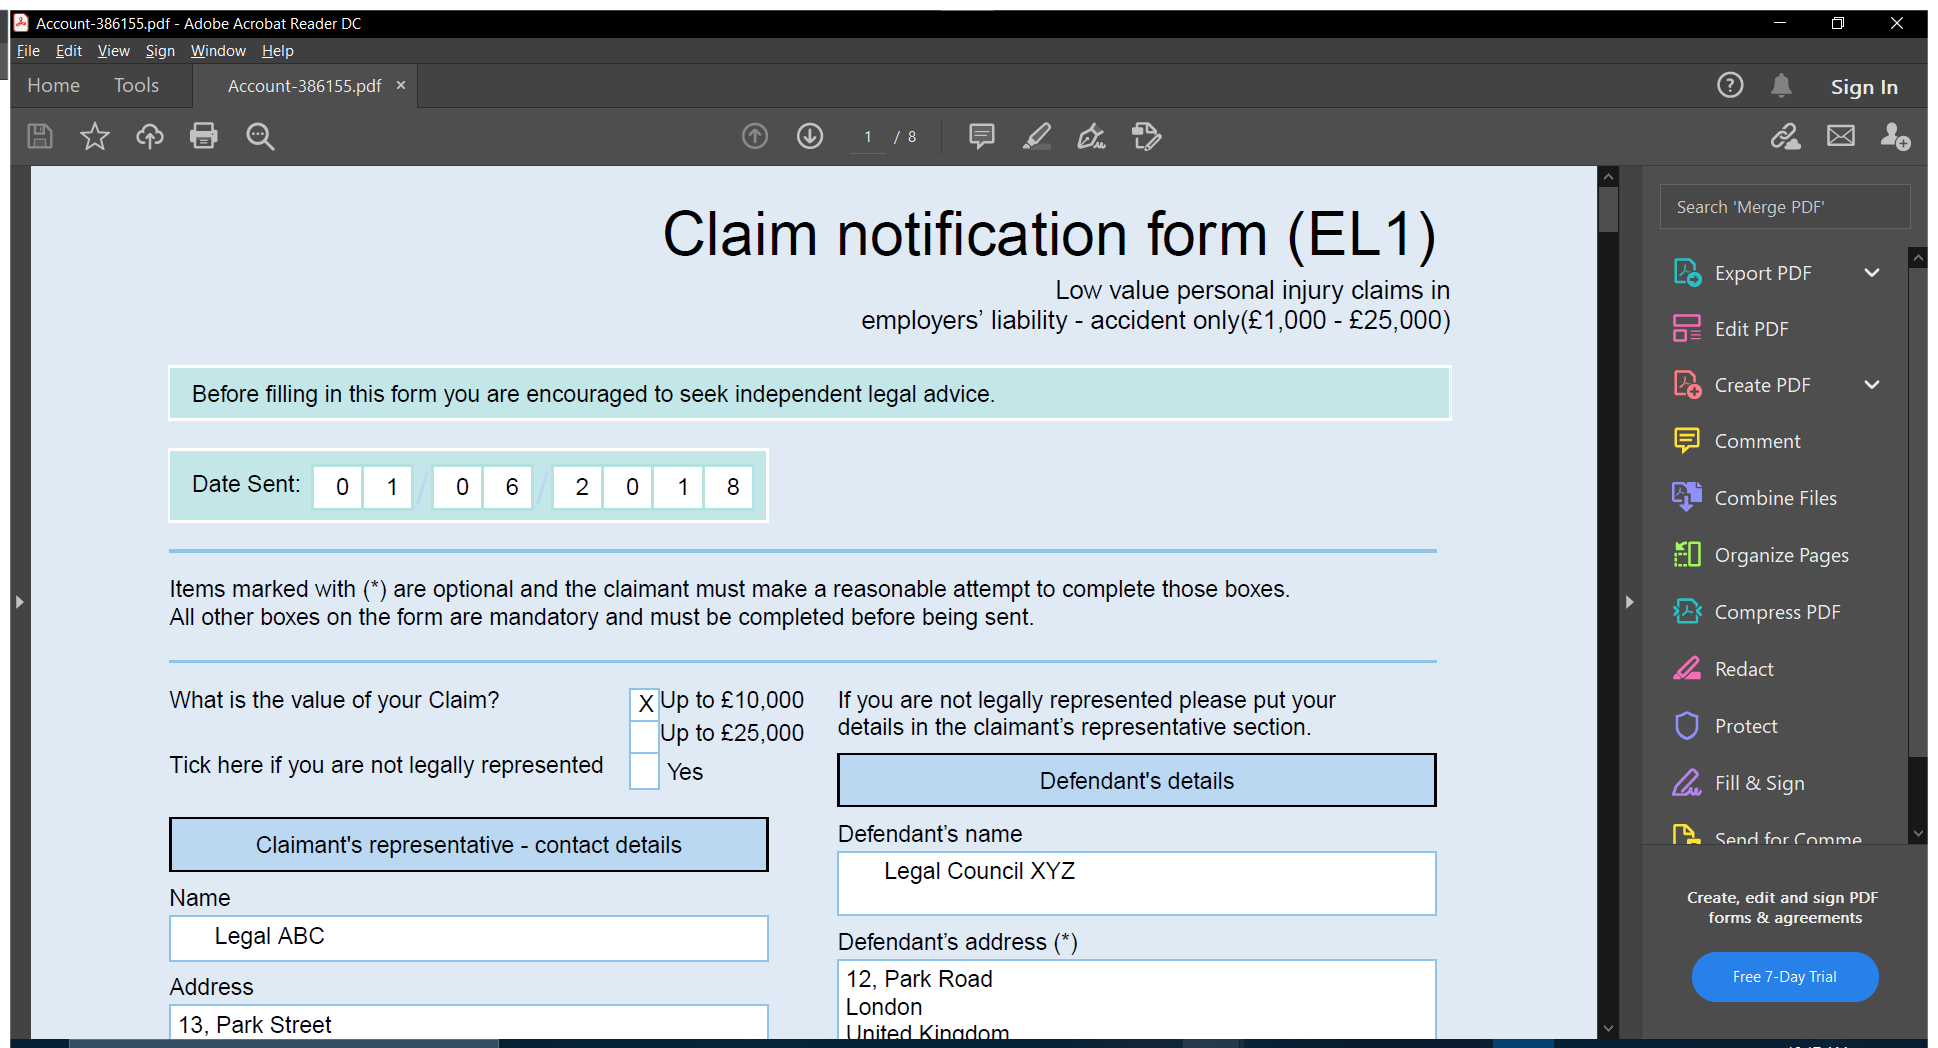 Account-386155.pdf - Adobe Acrobat Reader DC
File Edit View Sign Window Help
Home Tools Account-386155.pdf × Sign In
1 / 8
Claim notification form (EL1)
Low value personal injury claims in
employers’ liability - accident only(£1,000 - £25,000)
Before filling in this form you are encouraged to seek independent legal advice.
Date Sent: 0 1 / 0 6 / 2 0 1 8
Items marked with (*) are optional and the claimant must make a reasonable attempt to complete those boxes.
All other boxes on the form are mandatory and must be completed before being sent.
What is the value of your Claim? X Up to £10,000
Up to £25,000
Tick here if you are not legally represented Yes
Claimant's representative - contact details
Name
Legal ABC
Address
13, Park Street
If you are not legally represented please put your
details in the claimant’s representative section.
Defendant's details
Defendant’s name
Legal Council XYZ
Defendant’s address (*)
12, Park Road
London
United Kingdom
Search 'Merge PDF'
Export PDF
Edit PDF
Create PDF
Comment
Combine Files
Organize Pages
Compress PDF
Redact
Protect
Fill & Sign
Send for Comme
Create, edit and sign PDF
forms & agreements
Free 7-Day Trial